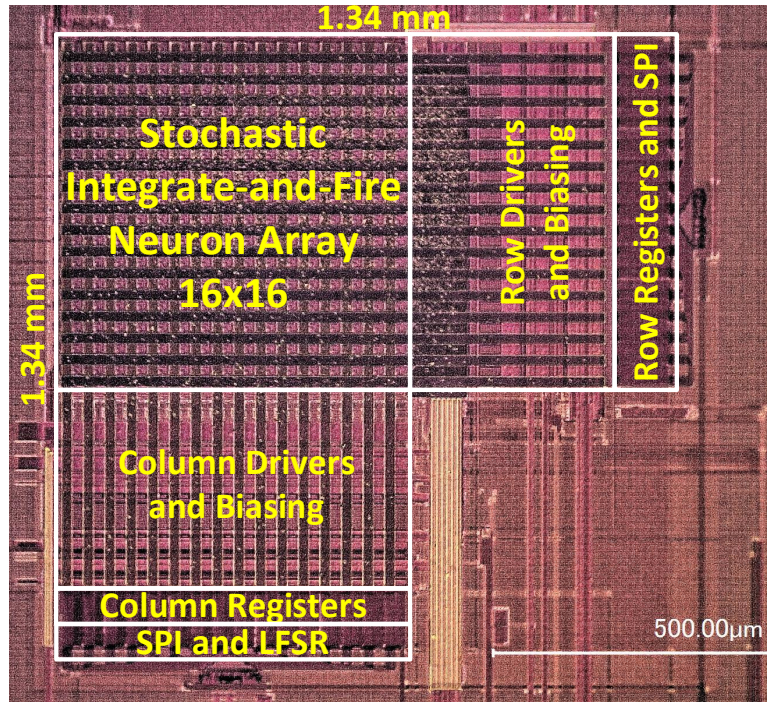 1.34 mm
Stochastic
Integrate-and-Fire
Neuron Array
16x16
Row Drivers
and Biasing
Row Registers and SPI
1.34 mm
Column Drivers
and Biasing
Column Registers
SPI and LFSR
500.00µm